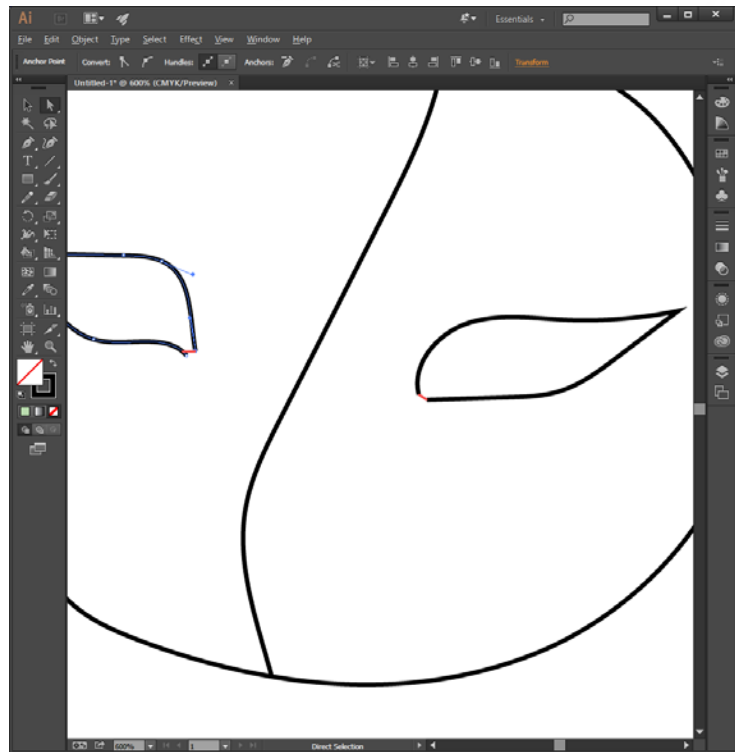 Ai
Essentials
File Edit Object Type Select Effect View Window Help
Anchor Point Convert: Handles: Anchors: Transform
Untitled-1* @ 600% (CMYK/Preview) ×
T
600% 1 Direct Selection